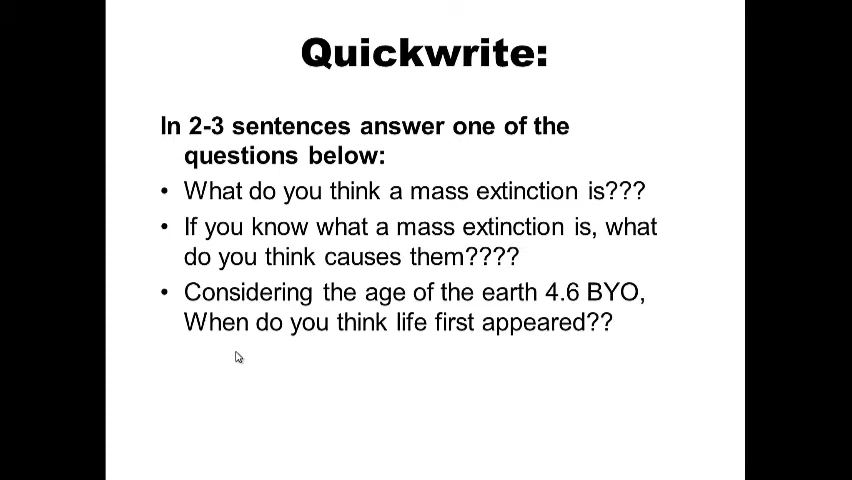 Quickwrite:
In 2-3 sentences answer one of the
questions below:
• What do you think a mass extinction is???
• If you know what a mass extinction is, what
do you think causes them????
• Considering the age of the earth 4.6 BYO,
When do you think life first appeared??